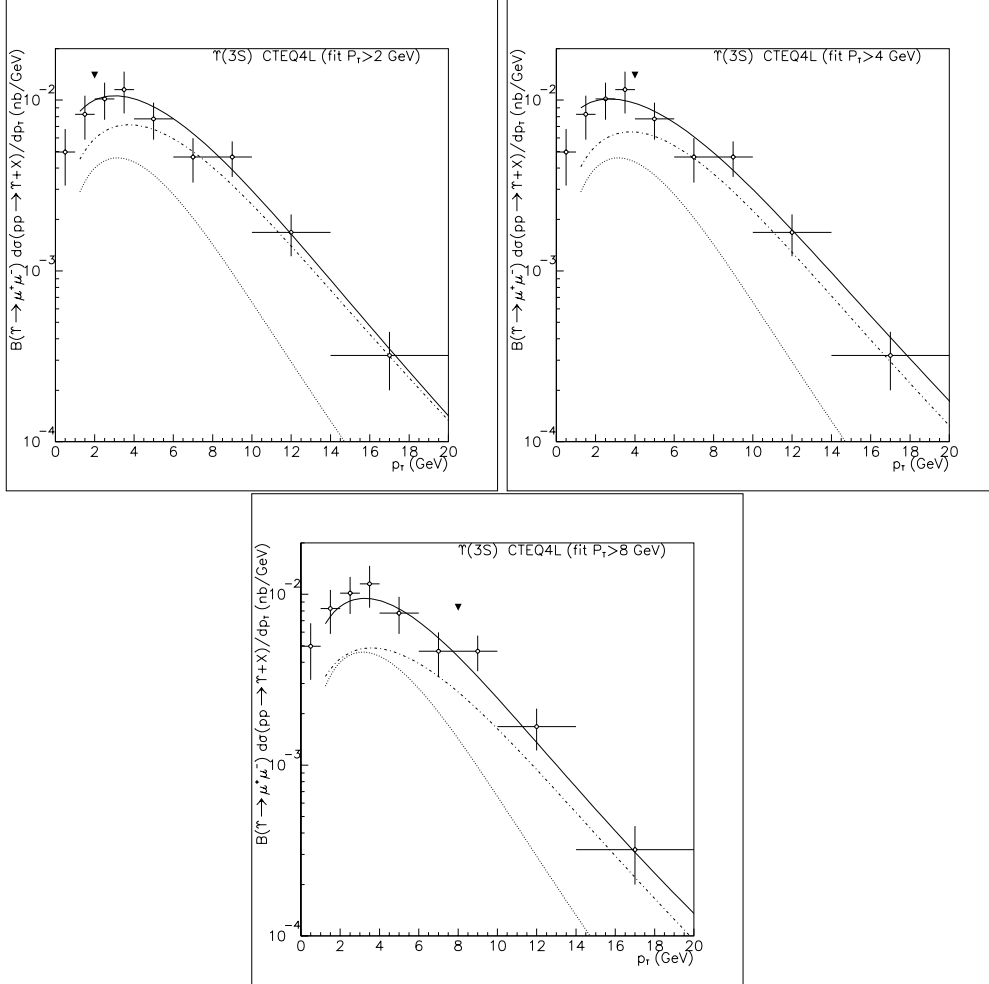 ϒ(3S) CTEQ4L (fit P_T>2 GeV)
B(ϒ→μ⁺μ⁻) dσ(pp→ϒ+X)/dp_T (nb/GeV)
10⁻²
10⁻³
10⁻⁴
0 2 4 6 8 10 12 14 16 18 20
p_T (GeV)
ϒ(3S) CTEQ4L (fit P_T>4 GeV)
B(ϒ→μ⁺μ⁻) dσ(pp→ϒ+X)/dp_T (nb/GeV)
10⁻²
10⁻³
10⁻⁴
0 2 4 6 8 10 12 14 16 18 20
p_T (GeV)
ϒ(3S) CTEQ4L (fit P_T>8 GeV)
B(ϒ→μ⁺μ⁻) dσ(pp→ϒ+X)/dp_T (nb/GeV)
10⁻²
10⁻³
10⁻⁴
0 2 4 6 8 10 12 14 16 18 20
p_T (GeV)